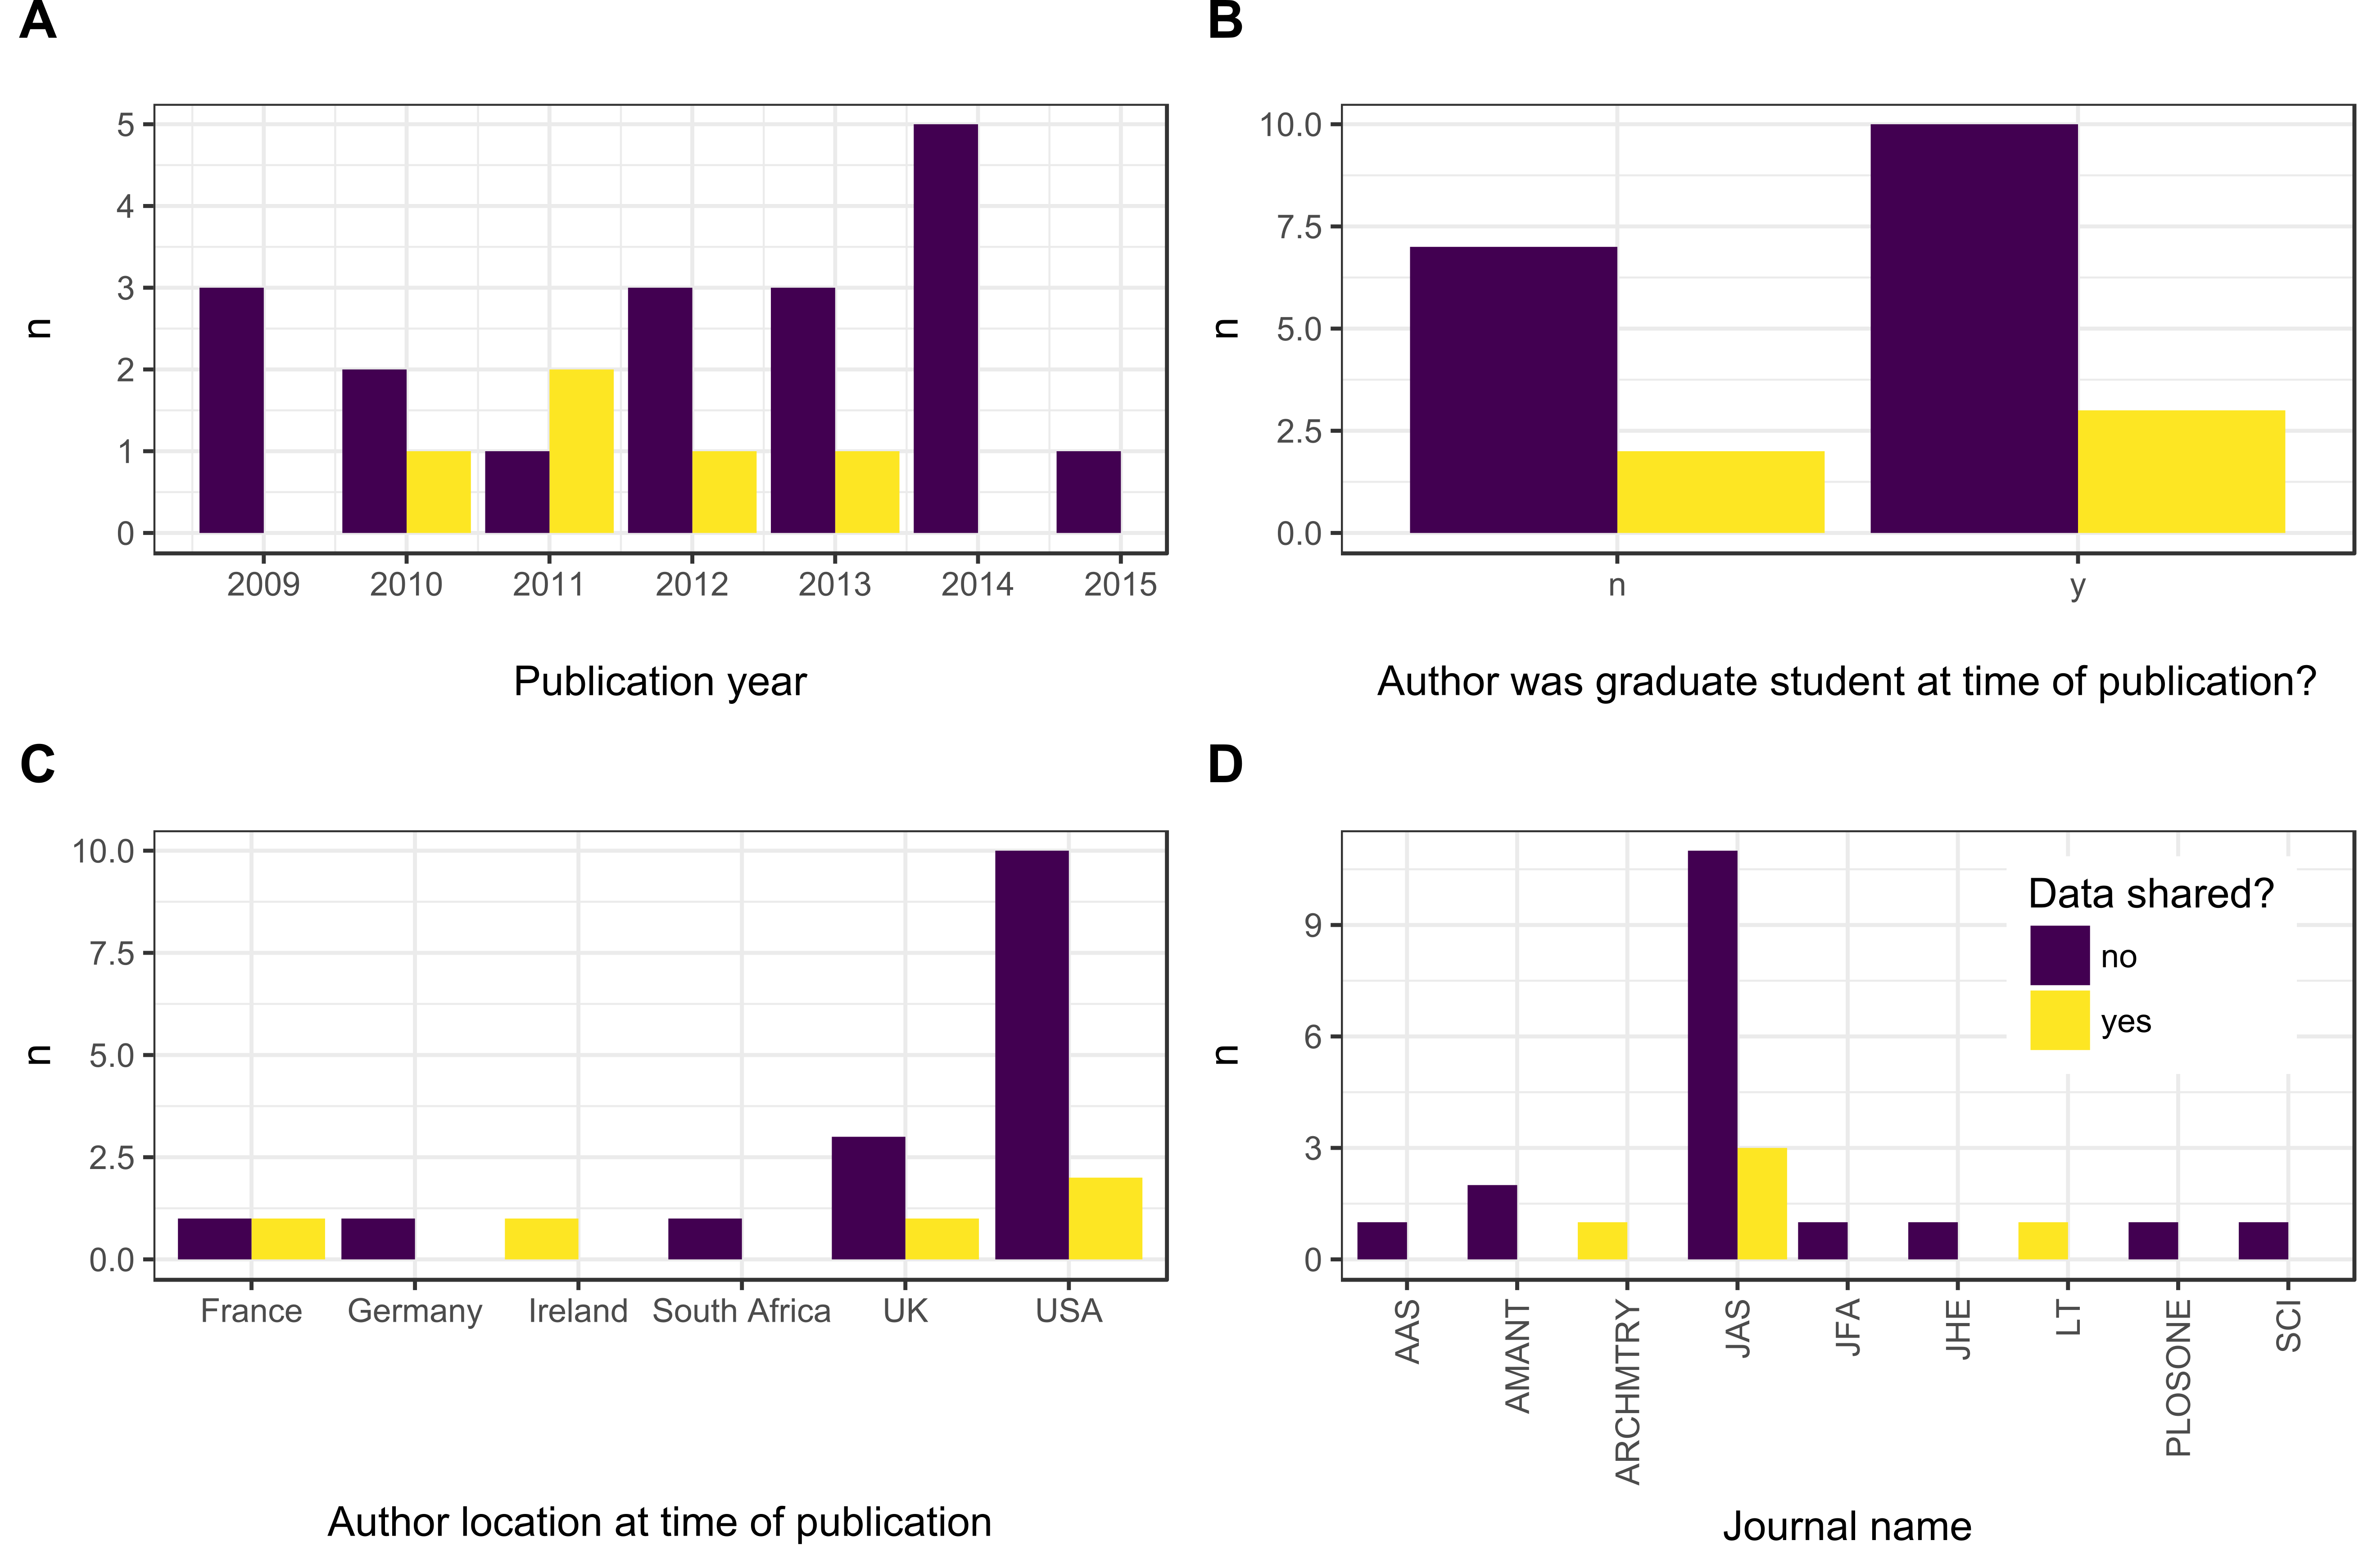 A
n
5
4
3
2
1
0
2009 2010 2011 2012 2013 2014 2015
Publication year
B
n
10.0
7.5
5.0
2.5
0.0
n y
Author was graduate student at time of publication?
C
n
10.0
7.5
5.0
2.5
0.0
France Germany Ireland South Africa UK USA
Author location at time of publication
D
n
9
6
3
0
Data shared?
no
yes
AAS
AMANT
ARCHMTRY
JAS
JFA
JHE
LT
PLOSONE
SCI
Journal name